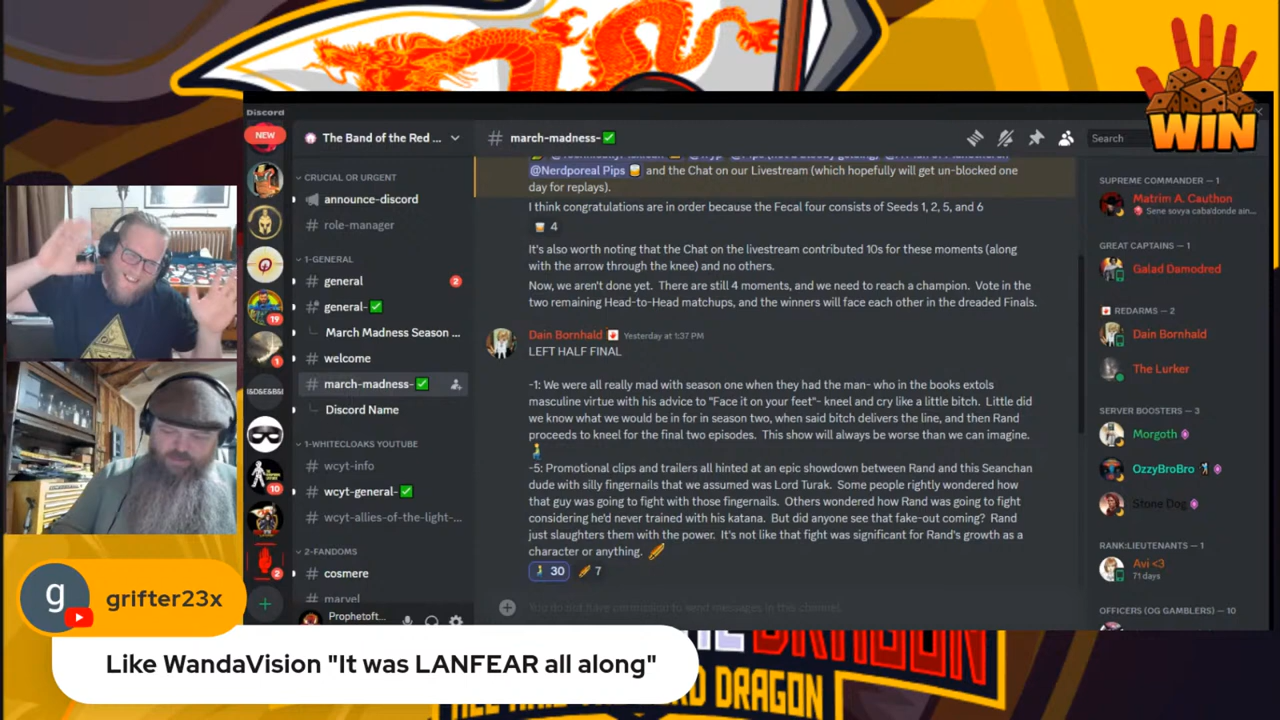 WIN
Discord
NEW
The Band of the Red ...
march-madness-✅
Search
CRUCIAL OR URGENT
announce-discord
role-manager
1-GENERAL
general
2
general-✅
19
March Madness Season ...
welcome
1
march-madness-✅
Discord Name
1-WHITECLOAKS YOUTUBE
wcyt-info
wcyt-general-✅
10
wcyt-allies-of-the-light-...
2-FANDOMS
cosmere
2
marvel
Prophetoft...
@Nerdporeal Pips 🍺 and the Chat on our Livestream (which hopefully will get un-blocked one
day for replays).
I think congratulations are in order because the Fecal four consists of Seeds 1, 2, 5, and 6
4
It's also worth noting that the Chat on the livestream contributed 10s for these moments (along
with the arrow through the knee) and no others.
Now, we aren't done yet. There are still 4 moments, and we need to reach a champion. Vote in the
two remaining Head-to-Head matchups, and the winners will face each other in the dreaded Finals.
Dain Bornhald Yesterday at 1:37 PM
LEFT HALF FINAL
-1: We were all really mad with season one when they had the man- who in the books extols
masculine virtue with his advice to "Face it on your feet"- kneel and cry like a little bitch. Little did
we know what we would be in for in season two, when said bitch delivers the line, and then Rand
proceeds to kneel for the final two episodes. This show will always be worse than we can imagine.
-5: Promotional clips and trailers all hinted at an epic showdown between Rand and this Seanchan
dude with silly fingernails that we assumed was Lord Turak. Some people rightly wondered how
that guy was going to fight with those fingernails. Others wondered how Rand was going to fight
considering he'd never trained with his katana. But did anyone see that fake-out coming? Rand
just slaughters them with the power. It's not like that fight was significant for Rand's growth as a
character or anything.
30 7
You do not have permission to send messages in this channel.
SUPREME COMMANDER — 1
Matrim A. Cauthon
Sene sovya caba'donde ain...
GREAT CAPTAINS — 1
Galad Damodred
REDARMS — 2
Dain Bornhald
The Lurker
SERVER BOOSTERS — 3
Morgoth
OzzyBroBro
Stone Dog
RANK:LIEUTENANTS — 1
Avi <3
71 days
OFFICERS (OG GAMBLERS) — 10
g
grifter23x
Like WandaVision "It was LANFEAR all along"
DRAGON